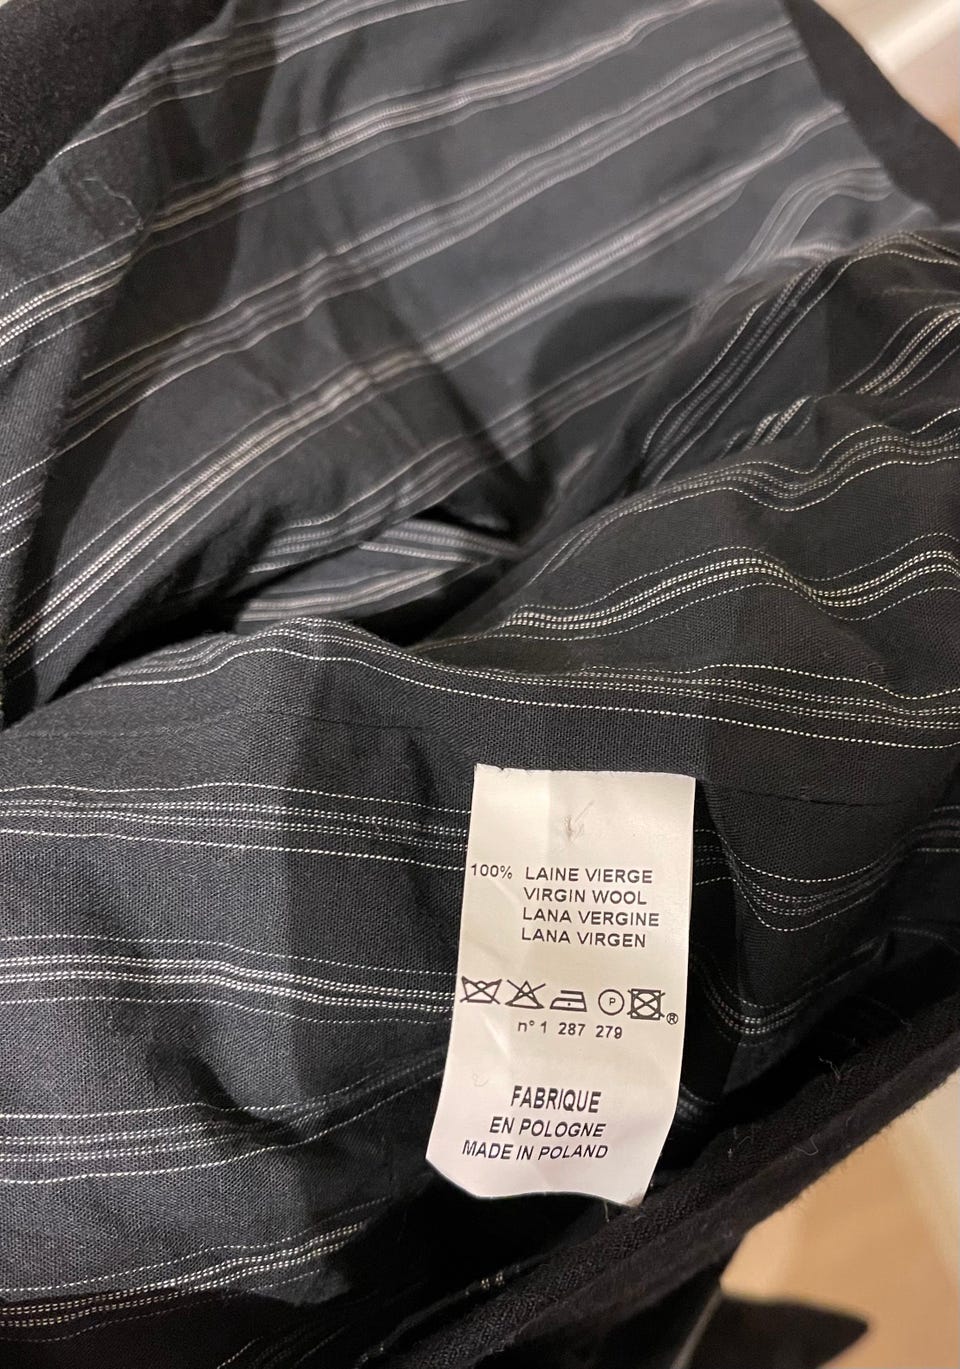 100% LAINE VIERGE
VIRGIN WOOL
LANA VERGINE
LANA VIRGEN
P ®
n° 1 287 279
FABRIQUE
EN POLOGNE
MADE IN POLAND